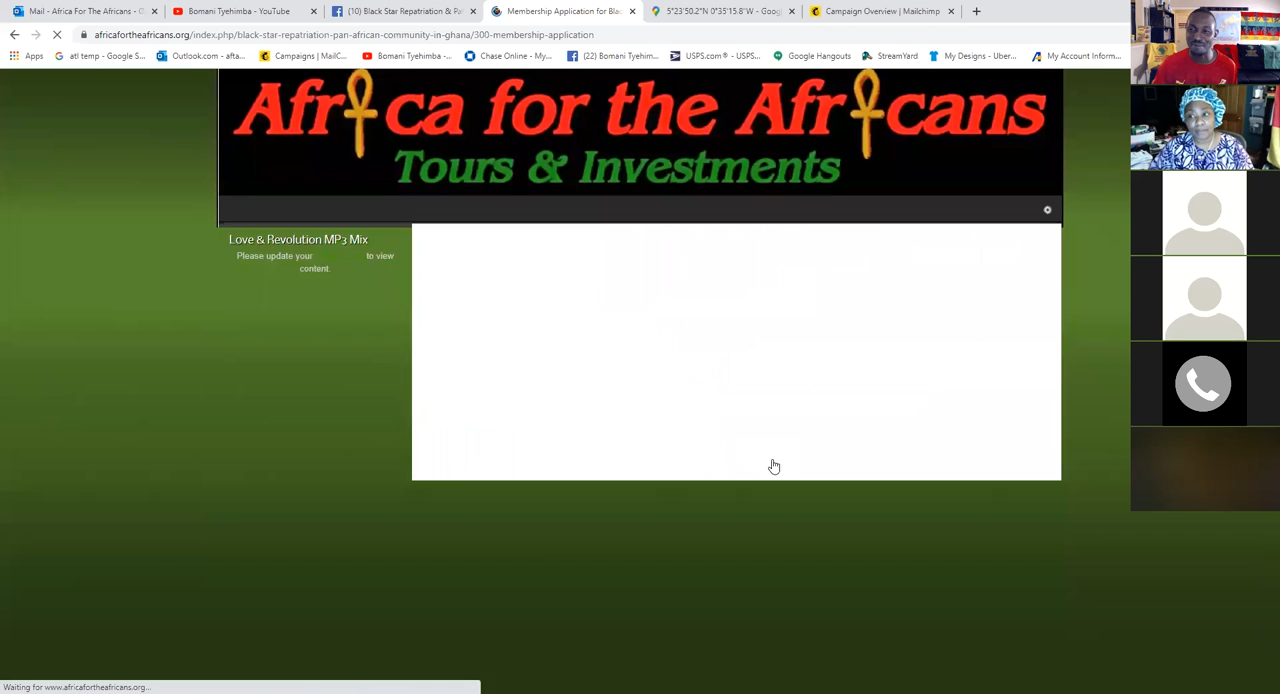 Mail - Africa For The Africans - O
Bomani Tyehimba - YouTube
(10) Black Star Repatriation & Pa
Membership Application for Bla
5°23'50.2"N 0°35'15.8"W - Goog
Campaign Overview | Mailchimp
africafortheafricans.org/index.php/black-star-repatriation-pan-african-community-in-ghana/300-membership-application
Apps
atl temp - Google S...
Outlook.com - afta...
Campaigns | MailC...
Bomani Tyehimba -...
Chase Online - My...
(22) Bomani Tyehim...
USPS.com® - USPS...
Google Hangouts
StreamYard
My Designs - Uber...
My Account Inform...
Africa for the Africans
Tours & Investments
Love & Revolution MP3 Mix
Please update your to view
content.
Waiting for www.africafortheafricans.org...